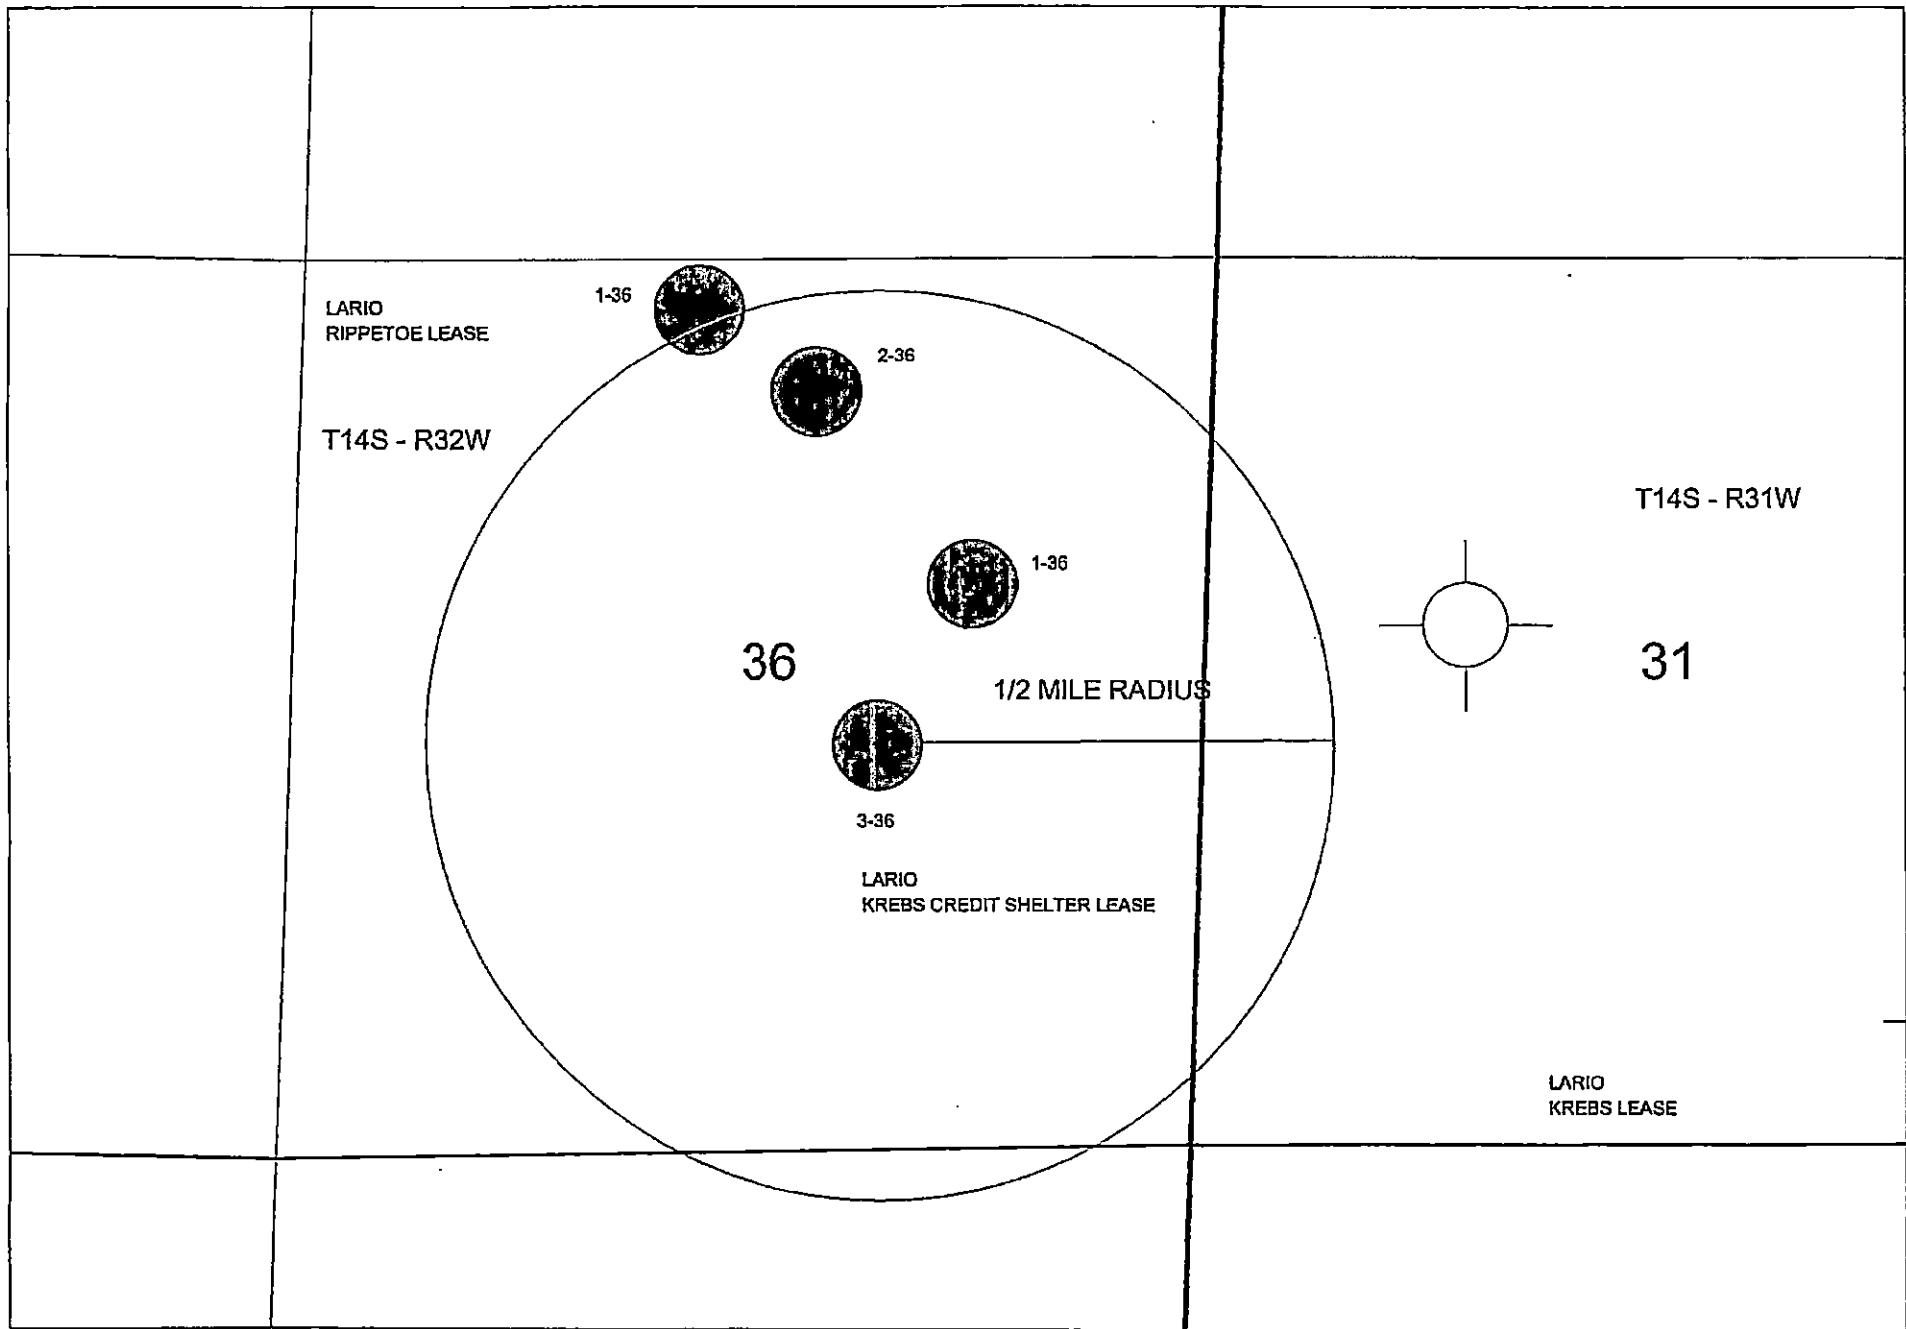 LARIO
RIPPETOE LEASE
1-36
2-36
T14S - R32W
T14S - R31W
1-36
36
31
1/2 MILE RADIUS
3-36
LARIO
KREBS CREDIT SHELTER LEASE
LARIO
KREBS LEASE